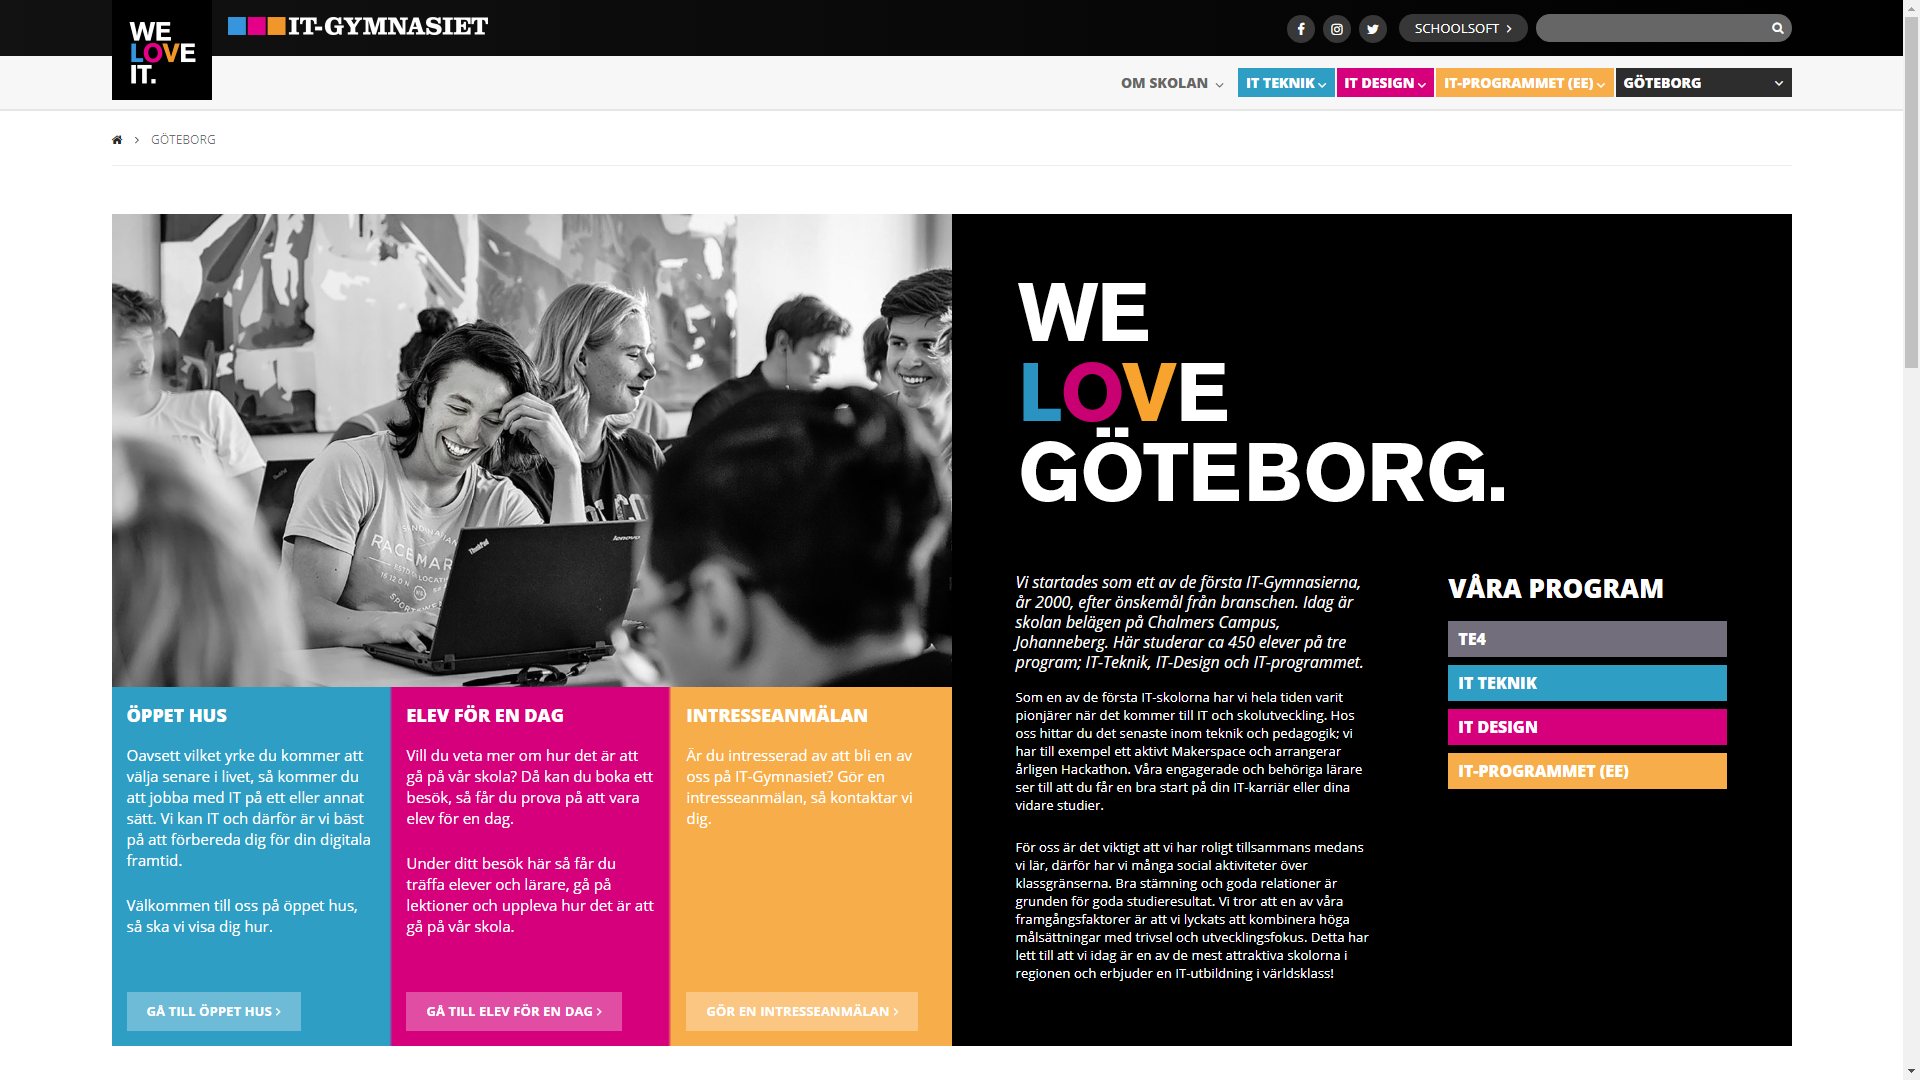 WE
LOVE
IT.
IT-GYMNASIET
SCHOOLSOFT
OM SKOLAN
IT TEKNIK
IT DESIGN
IT-PROGRAMMET (EE)
GÖTEBORG
GÖTEBORG
ThinkPad
lenovo
SCANDINAVIAN
RACEMAR
WE
LOVE
GÖTEBORG.
Vi startades som ett av de första IT-Gymnasierna,
år 2000, efter önskemål från branschen. Idag är
skolan belägen på Chalmers Campus,
Johanneberg. Här studerar ca 450 elever på tre
program; IT-Teknik, IT-Design och IT-programmet.
Som en av de första IT-skolorna har vi hela tiden varit
pionjärer när det kommer till IT och skolutveckling. Hos
oss hittar du det senaste inom teknik och pedagogik; vi
har till exempel ett aktivt Makerspace och arrangerar
årligen Hackathon. Våra engagerade och behöriga lärare
ser till att du får en bra start på din IT-karriär eller dina
vidare studier.
För oss är det viktigt att vi har roligt tillsammans medans
vi lär, därför har vi många social aktiviteter över
klassgränserna. Bra stämning och goda relationer är
grunden för goda studieresultat. Vi tror att en av våra
framgångsfaktorer är att vi lyckats att kombinera höga
målsättningar med trivsel och utvecklingsfokus. Detta har
lett till att vi idag är en av de mest attraktiva skolorna i
regionen och erbjuder en IT-utbildning i världsklass!
VÅRA PROGRAM
TE4
IT TEKNIK
IT DESIGN
IT-PROGRAMMET (EE)
ÖPPET HUS
Oavsett vilket yrke du kommer att
välja senare i livet, så kommer du
att jobba med IT på ett eller annat
sätt. Vi kan IT och därför är vi bäst
på att förbereda dig för din digitala
framtid.
Välkommen till oss på öppet hus,
så ska vi visa dig hur.
GÅ TILL ÖPPET HUS
ELEV FÖR EN DAG
Vill du veta mer om hur det är att
gå på vår skola? Då kan du boka ett
besök, så får du prova på att vara
elev för en dag.
Under ditt besök här så får du
träffa elever och lärare, gå på
lektioner och uppleva hur det är att
gå på vår skola.
GÅ TILL ELEV FÖR EN DAG
INTRESSEANMÄLAN
Är du intresserad av att bli en av
oss på IT-Gymnasiet? Gör en
intresseanmälan, så kontaktar vi
dig.
GÖR EN INTRESSEANMÄLAN